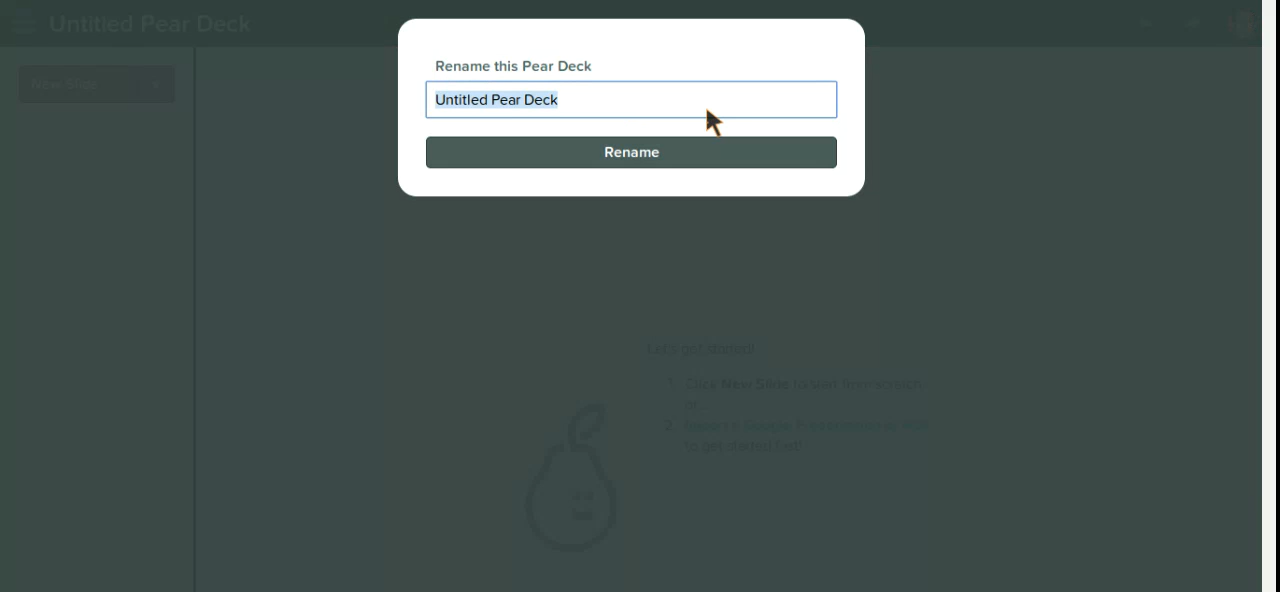 Untitled Pear Deck
New Slide
Rename this Pear Deck
Untitled Pear Deck
Rename
Let's get started!
1. Click New Slide to start from scratch
or
2. Import a Google Presentation or PDF
to get started fast!